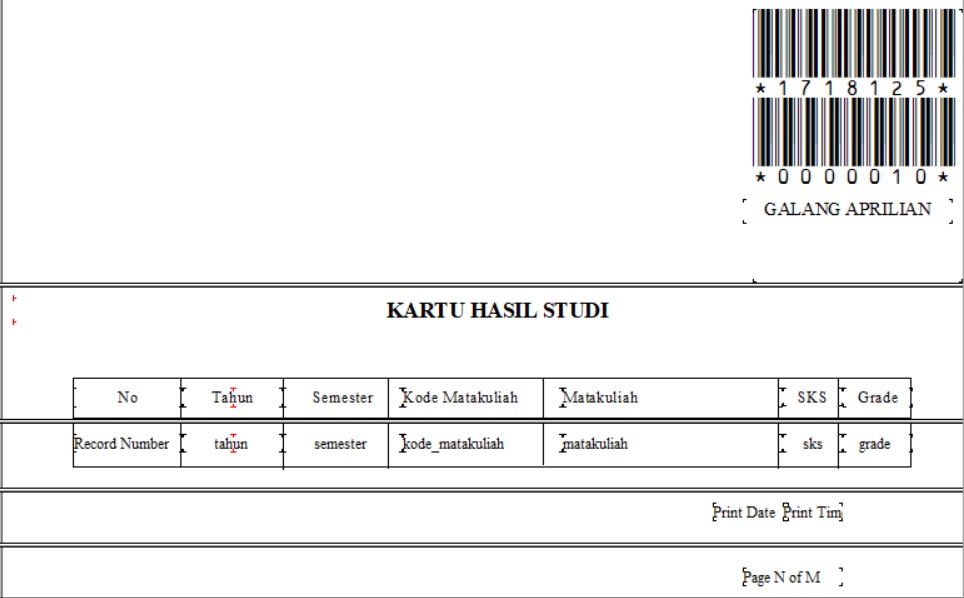 *1718125*
*0000010*
GALANG APRILIAN
KARTU HASIL STUDI
No Tahun Semester Kode Matakuliah Matakuliah SKS Grade
Record Number tahun semester kode_matakuliah matakuliah sks grade
Print Date Print Tim
Page N of M